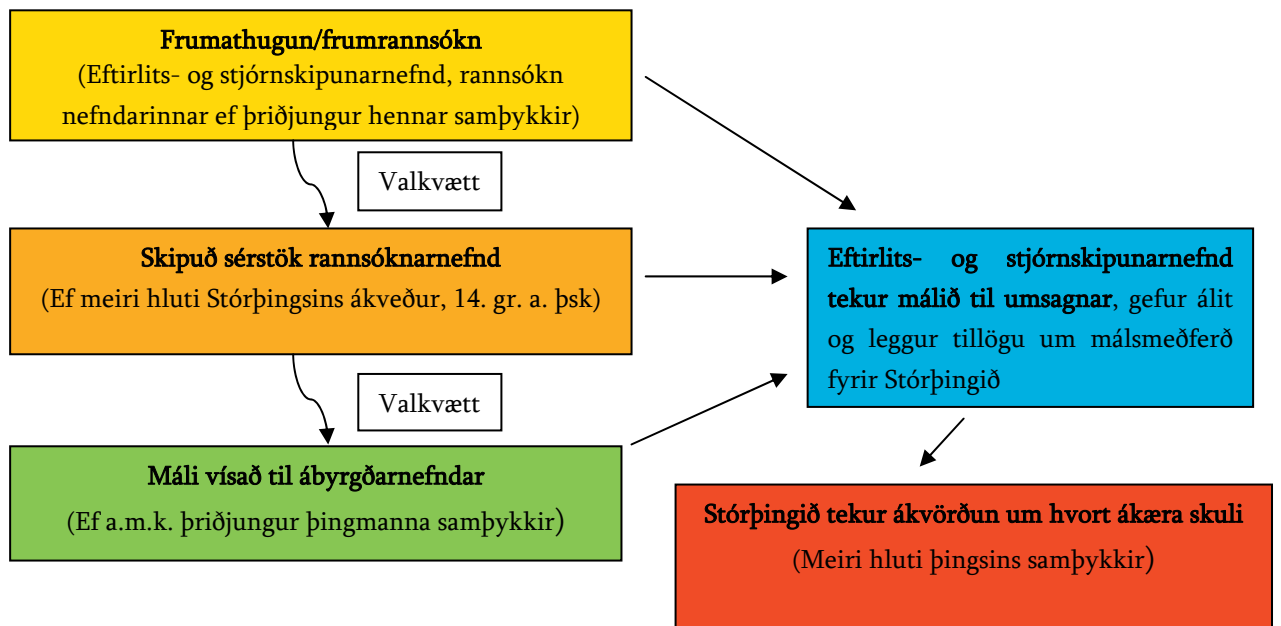 Frumathugun/frumrannsókn
(Eftirlits- og stjórnskipunarnefnd, rannsókn
nefndarinnar ef þriðjungur hennar samþykkir)
Valkvætt
Skipuð sérstök rannsóknarnefnd
(Ef meiri hluti Stórþingsins ákveður, 14. gr. a. þsk)
Valkvætt
Máli vísað til ábyrgðarnefndar
(Ef a.m.k. þriðjungur þingmanna samþykkir)
Eftirlits- og stjórnskipunarnefnd
tekur málið til umsagnar, gefur álit
og leggur tillögu um málsmeðferð
fyrir Stórþingið
Stórþingið tekur ákvörðun um hvort ákæra skuli
(Meiri hluti þingsins samþykkir)